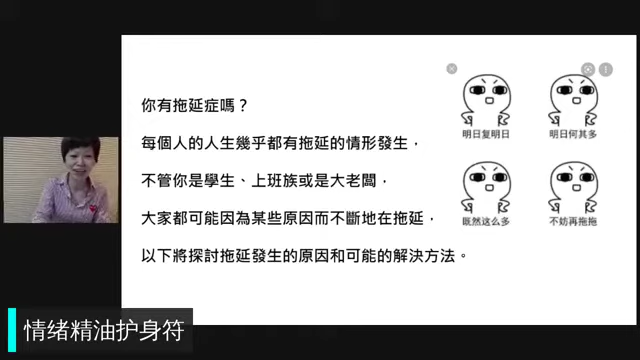 你有拖延症嗎？
每個人的人生幾乎都有拖延的情形發生，
不管你是學生、上班族或是大老闆，
大家都可能因為某些原因而不斷地在拖延，
以下將探討拖延發生的原因和可能的解決方法。
明日复明日
明日何其多
既然这么多
不妨再拖拖
情绪精油护身符